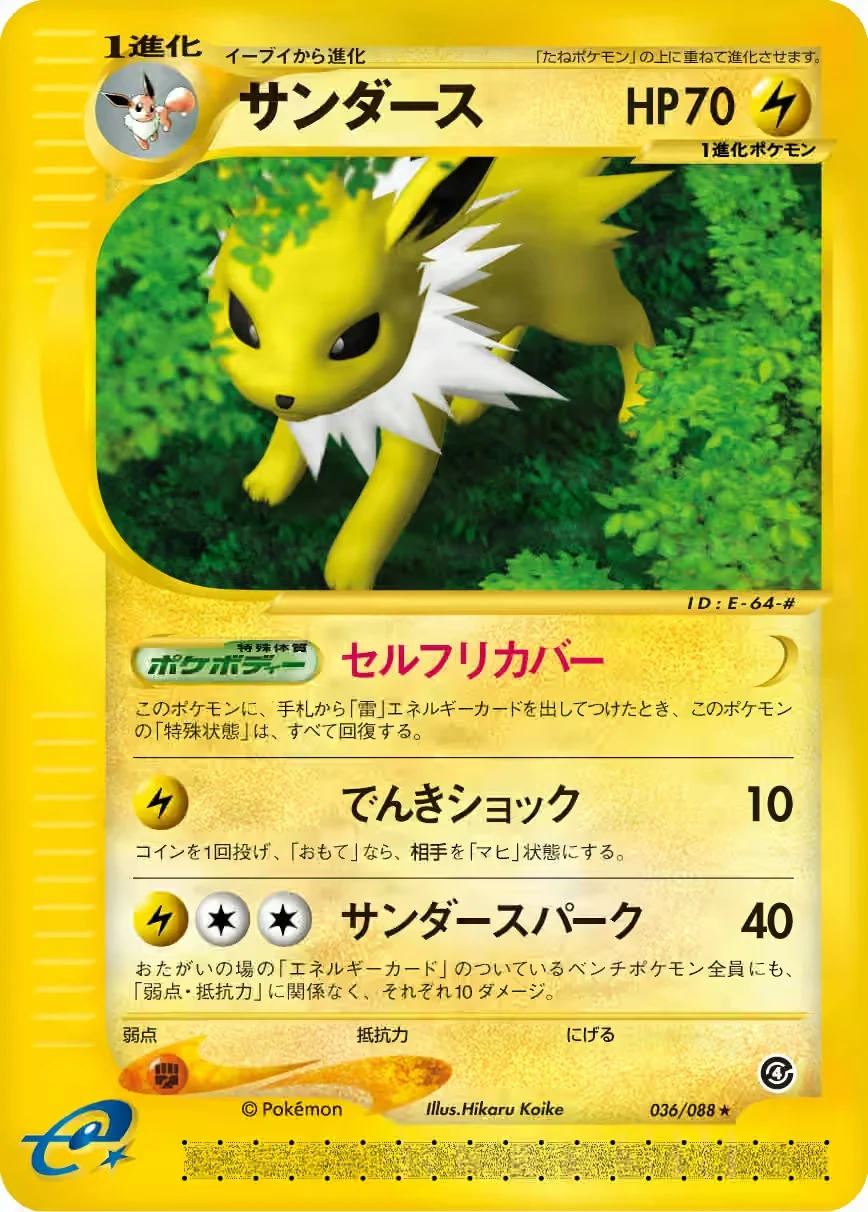 1進化
イーブイから進化
「たねポケモン」の上に重ねて進化させます。
サンダース
HP70
1進化ポケモン
ID:E-64-#
特殊体質
ポケボディー
セルフリカバー
このポケモンに、手札から「雷」エネルギーカードを出してつけたとき、このポケモン
の「特殊状態」は、すべて回復する。
でんきショック
10
コインを1回投げ、「おもて」なら、相手を「マヒ」状態にする。
サンダースパーク
40
おたがいの場の「エネルギーカード」のついているベンチポケモン全員にも、
「弱点・抵抗力」に関係なく、それぞれ10ダメージ。
弱点
抵抗力
にげる
4
© Pokémon
Illus.Hikaru Koike
036/088★
e